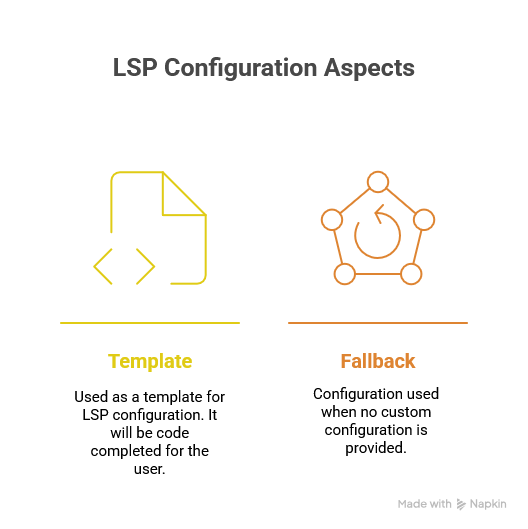 LSP Configuration Aspects
Template
Used as a template for
LSP configuration. It
will be code
completed for the
user.
Fallback
Configuration used
when no custom
configuration is
provided.
Made with Napkin